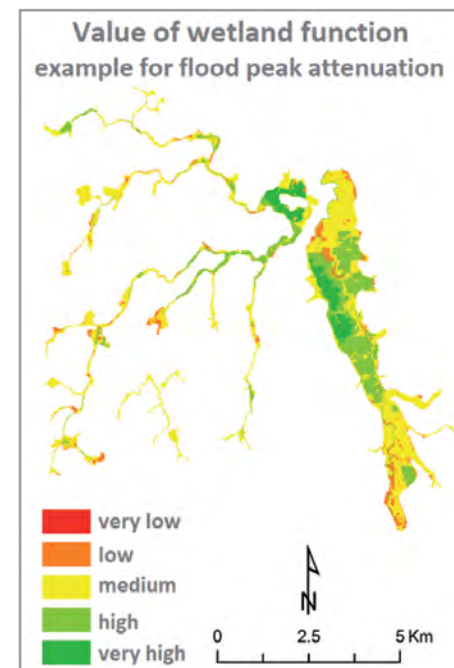 Value of wetland function
example for flood peak attenuation
very low
low
medium
high
very high
N
0 2.5 5 Km